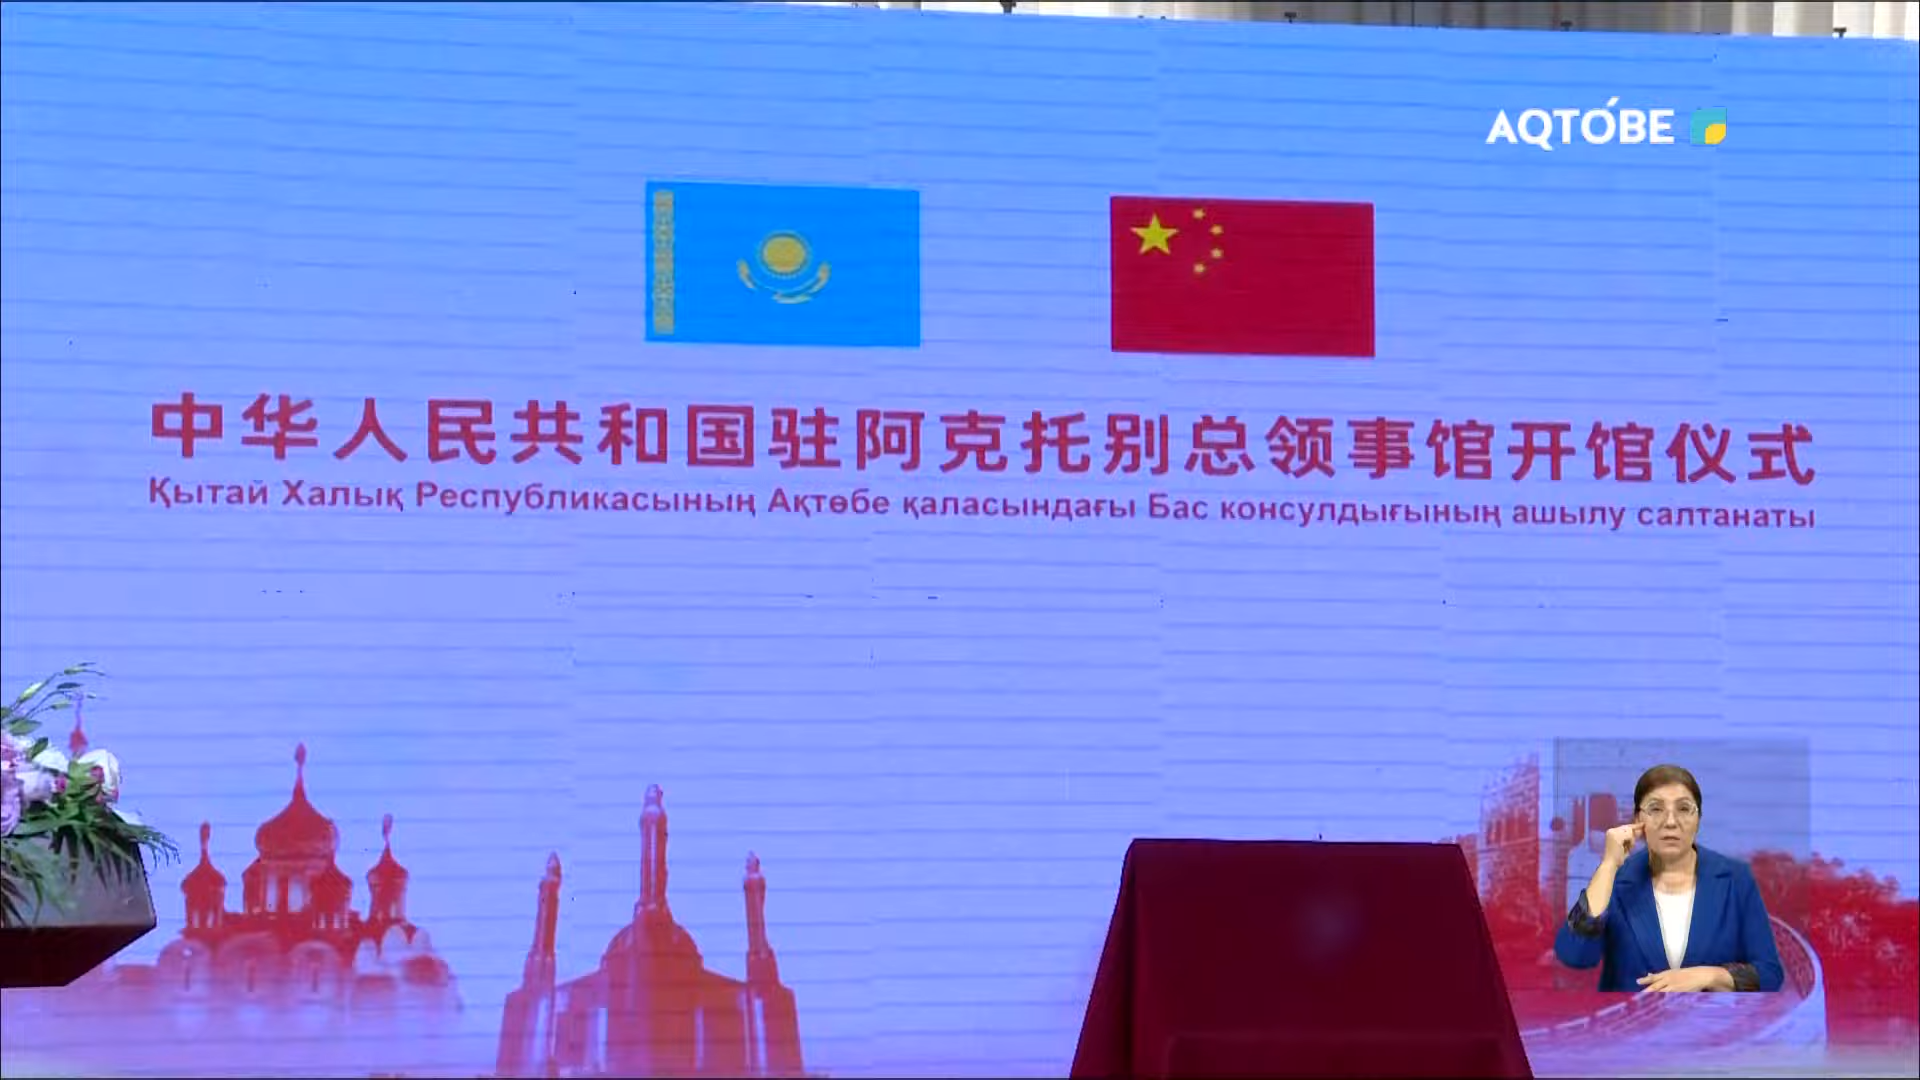 AQTÓBE
中华人民共和国驻阿克托别总领事馆开馆仪式
Қытай Халық Республикасының Ақтөбе қаласындағы Бас консулдығының ашылу салтанаты